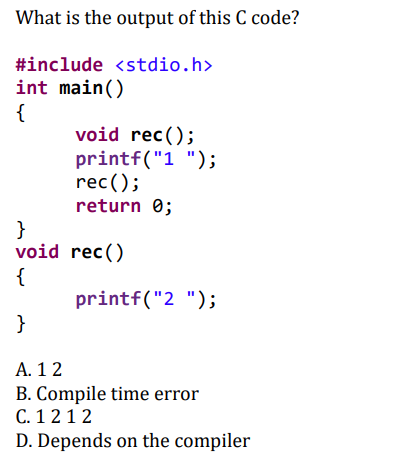 What is the output of this C code?
#include <stdio.h>
int main()
{
void rec();
printf("1 ");
rec();
return 0;
}
void rec()
{
printf("2 ");
}
A. 1 2
B. Compile time error
C. 1 2 1 2
D. Depends on the compiler